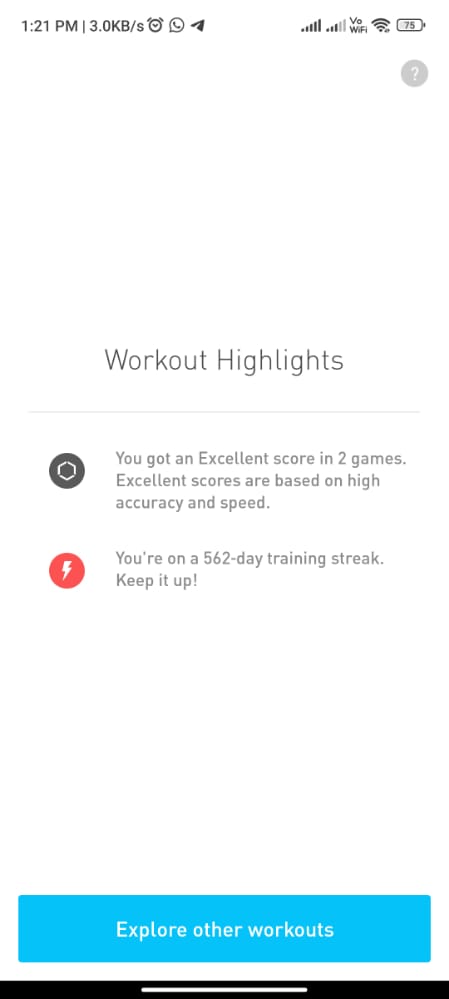 1:21 PM | 3.0KB/s
Vo
WiFi
75
?
Workout Highlights
You got an Excellent score in 2 games.
Excellent scores are based on high
accuracy and speed.
You're on a 562-day training streak.
Keep it up!
Explore other workouts